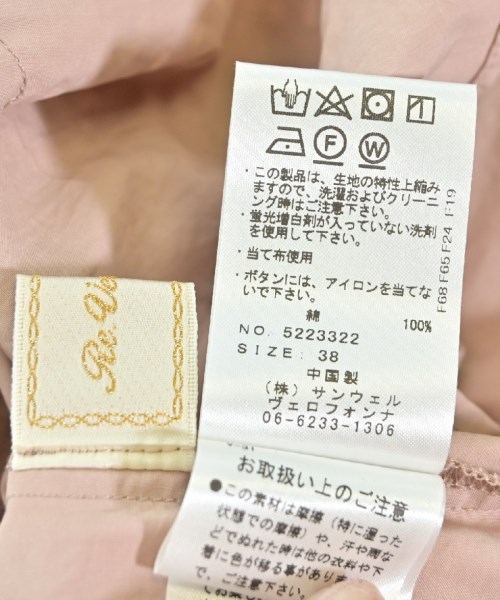 ・この製品は、生地の特性上縮み
ますので、洗濯およびクリーニ
ング時はご注意下さい。
・蛍光増白剤が入っていない洗剤
を使用して下さい。
・当て布使用
・ボタンには、アイロンを当てな
いで下さい。
綿 100%
NO. 5223322
SIZE: 38
中国製
(株) サンウェル
ヴェロフォンナ
06-6233-1306
F68 F65 F24 F19
F
W
Re. Ve
お取扱い上のご注意
●この素材は摩擦 (特に湿った
状態での摩擦) や、汗や雨な
どでぬれた時は他の衣料や下
着に色が移る事があります